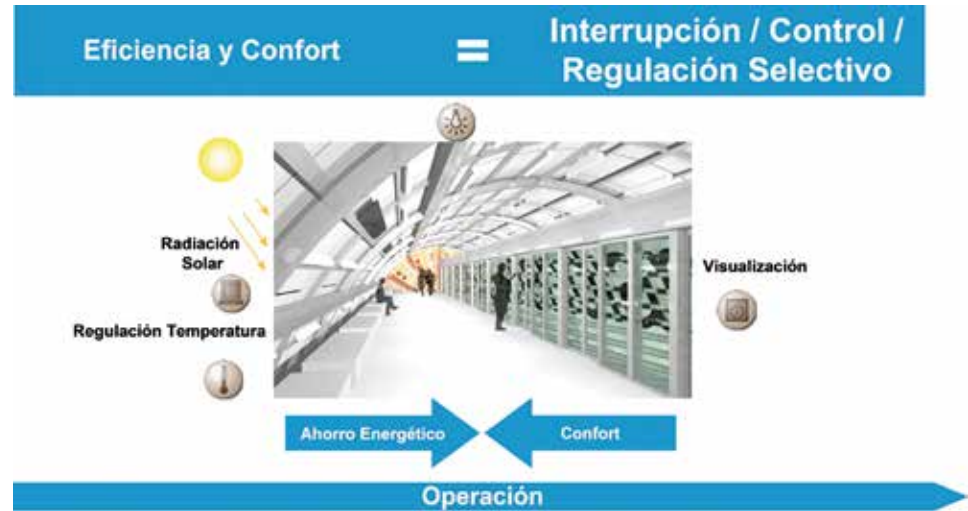 Eficiencia y Confort
=
Interrupción / Control /
Regulación Selectivo
Radiación
Solar
Regulación Temperatura
Visualización
Ahorro Energético
Confort
Operación